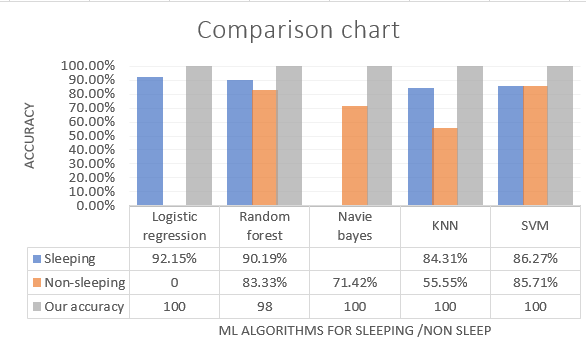 Comparison chart
ACCURACY
100.00%
90.00%
80.00%
70.00%
60.00%
50.00%
40.00%
30.00%
20.00%
10.00%
0.00%
Logistic regression Random forest Navie bayes KNN SVM
Sleeping 92.15% 90.19% 84.31% 86.27%
Non-sleeping 0 83.33% 71.42% 55.55% 85.71%
Our accuracy 100 98 100 100 100
ML ALGORITHMS FOR SLEEPING /NON SLEEP